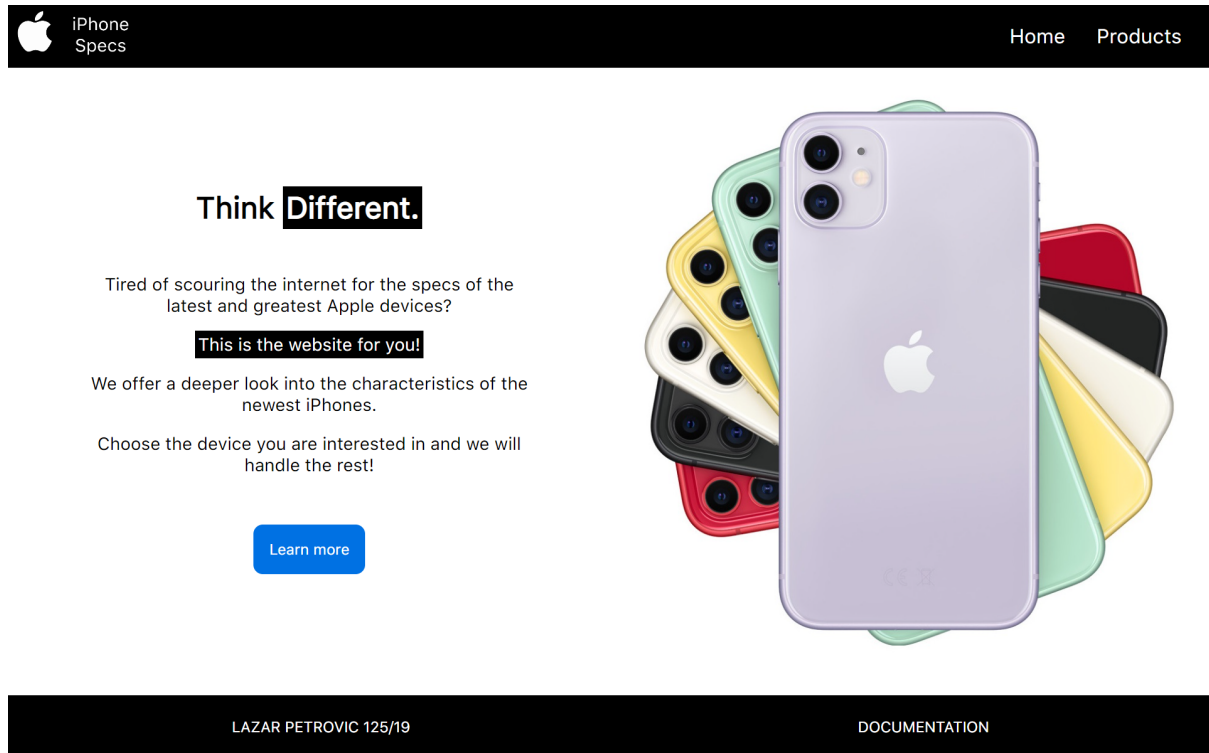 iPhone
Specs
Home
Products
Think Different.
Tired of scouring the internet for the specs of the
latest and greatest Apple devices?
This is the website for you!
We offer a deeper look into the characteristics of the
newest iPhones.
Choose the device you are interested in and we will
handle the rest!
Learn more
LAZAR PETROVIC 125/19
DOCUMENTATION